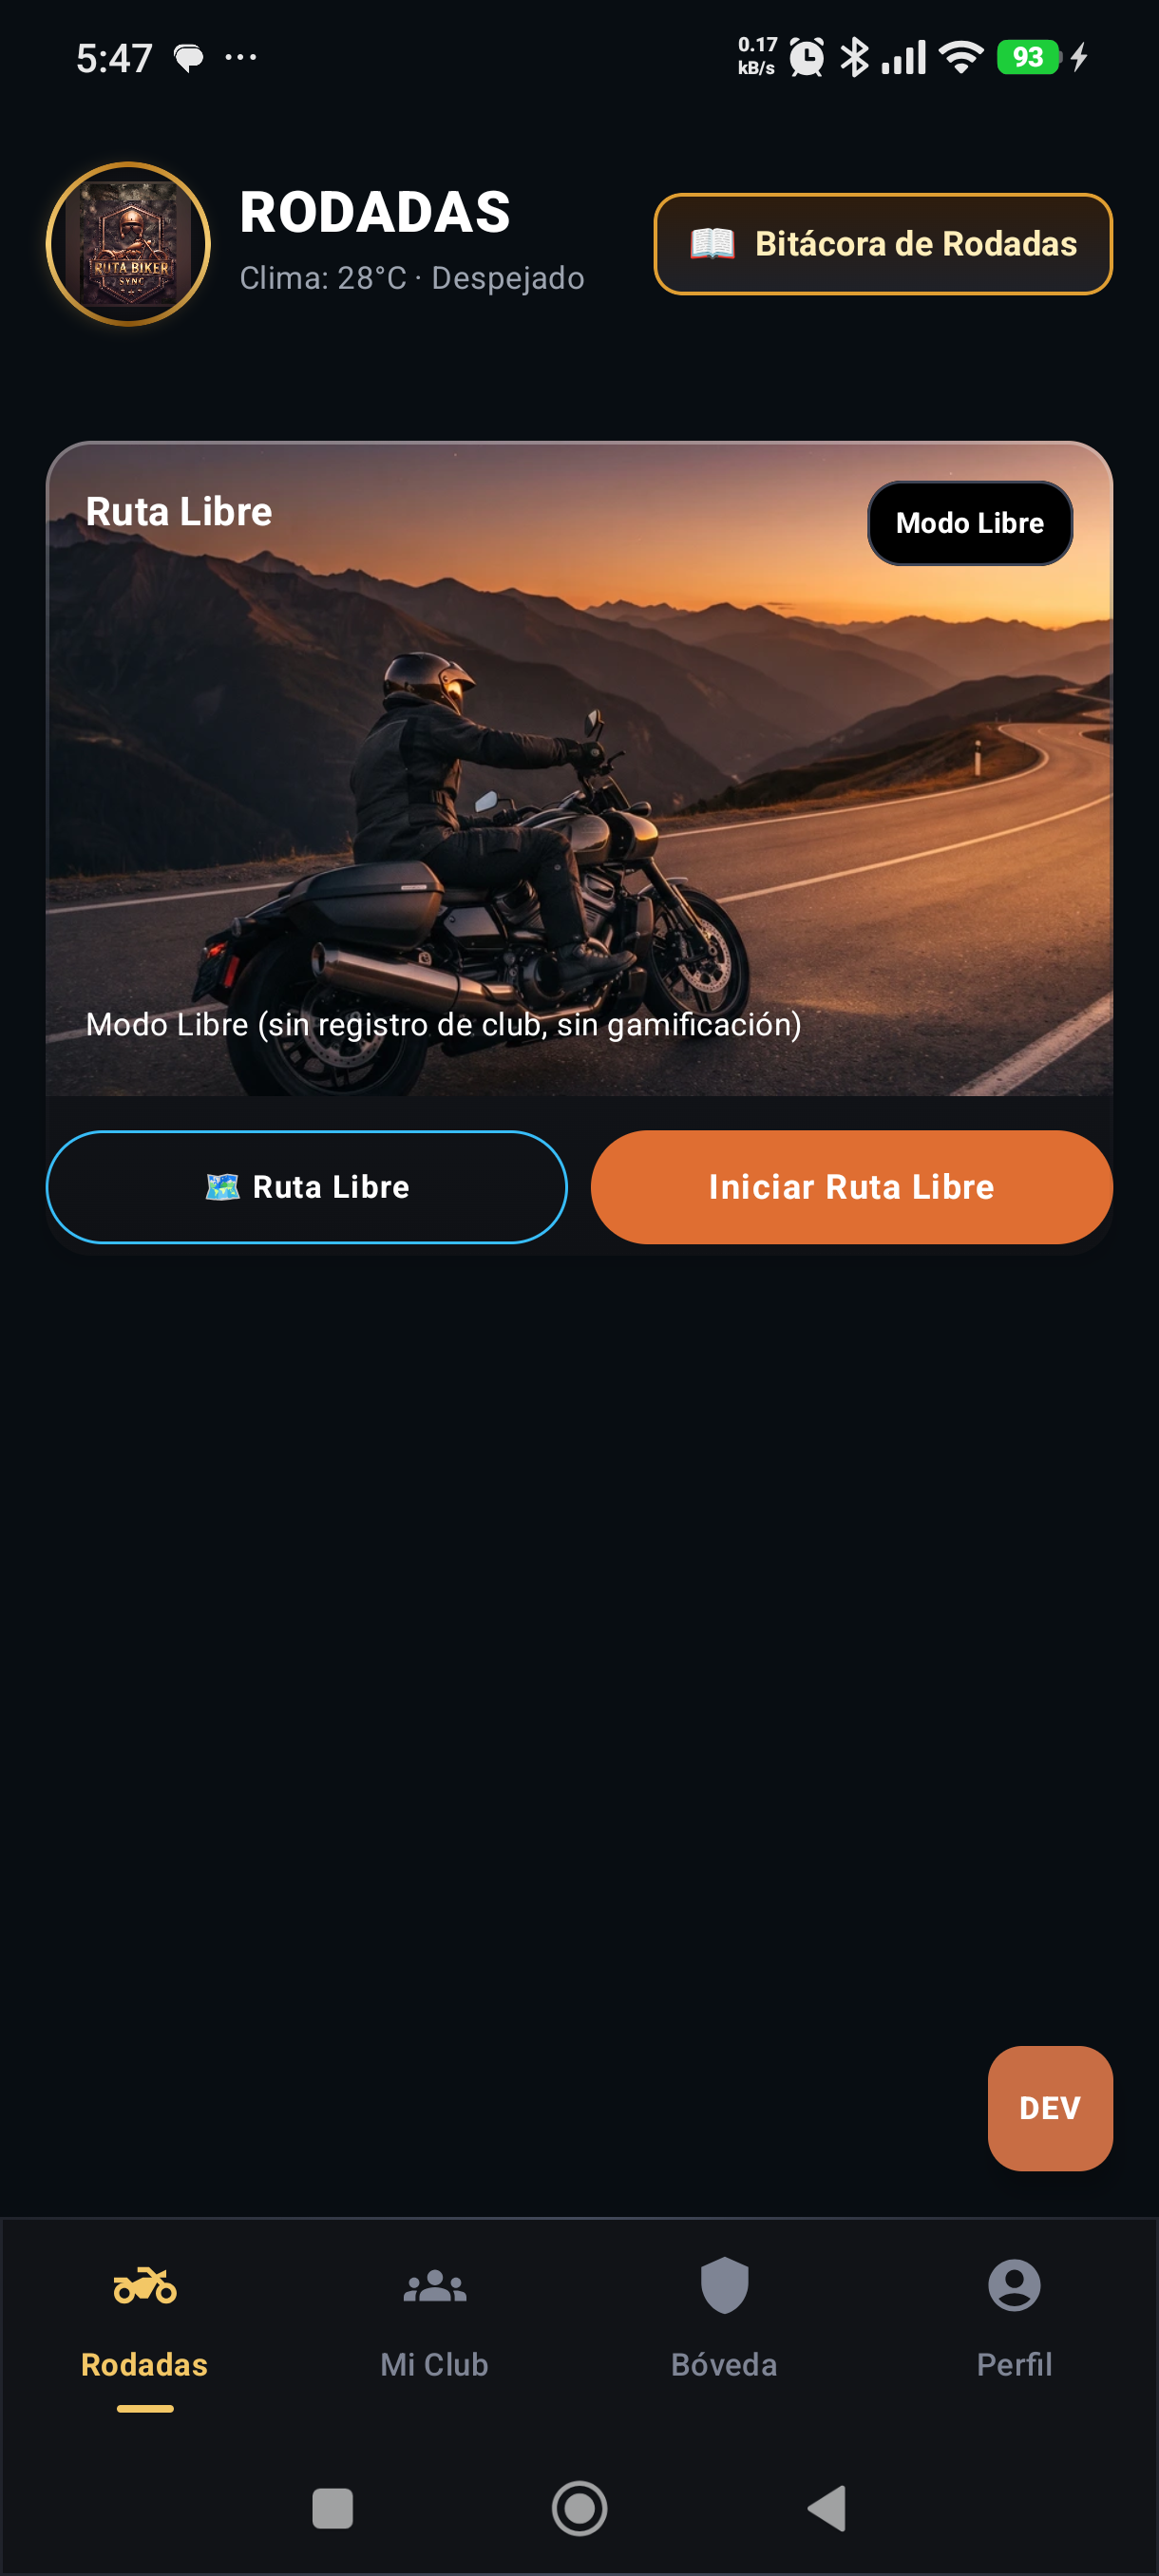 5:47
0.17
kB/s
93
RUTA BIKER
SYNC
RODADAS
Clima: 28°C · Despejado
📖 Bitácora de Rodadas
Ruta Libre
Modo Libre
Modo Libre (sin registro de club, sin gamificación)
🗺️ Ruta Libre
Iniciar Ruta Libre
DEV
Rodadas
Mi Club
Bóveda
Perfil